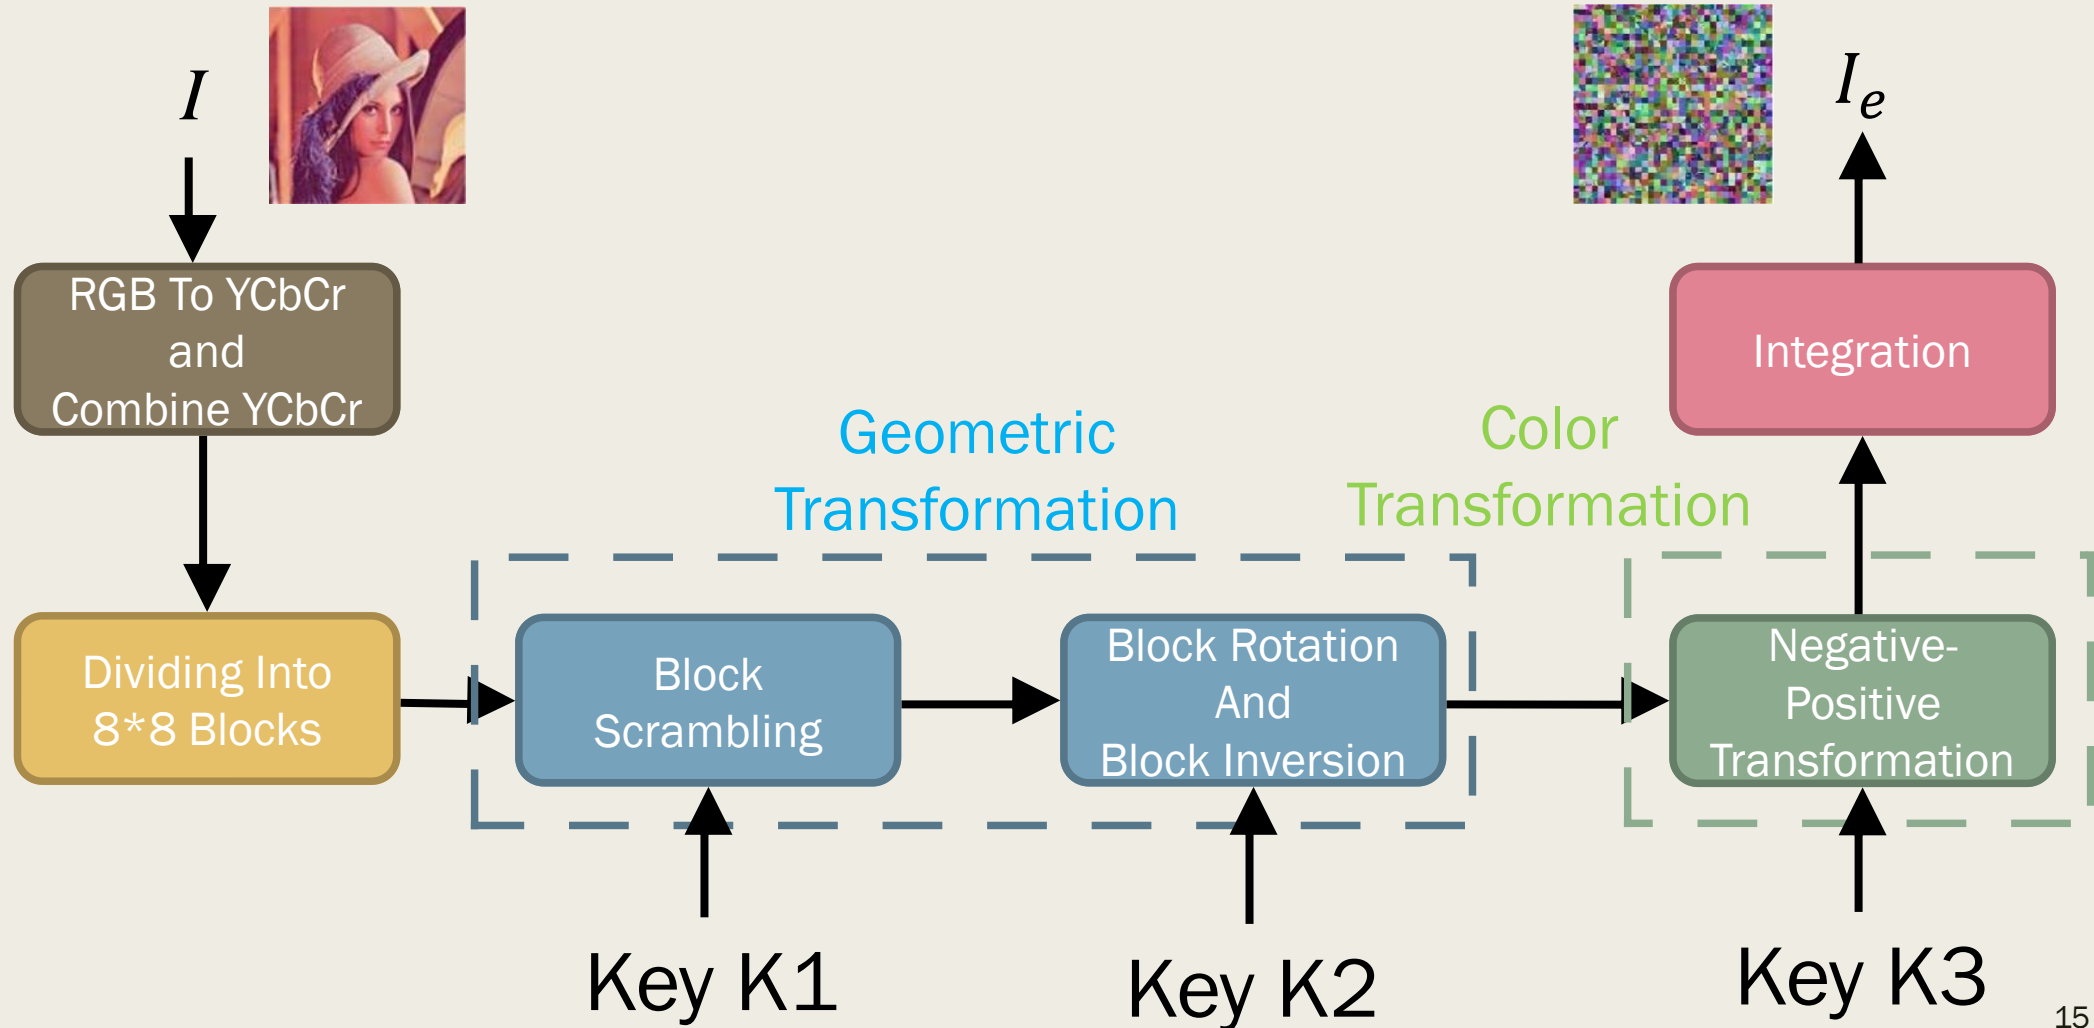 I
RGB To YCbCr
and
Combine YCbCr
Dividing Into
8*8 Blocks
Geometric
Transformation
Block
Scrambling
Block Rotation
And
Block Inversion
Key K1
Key K2
Color
Transformation
Negative-
Positive
Transformation
Key K3
Integration
I_e
15